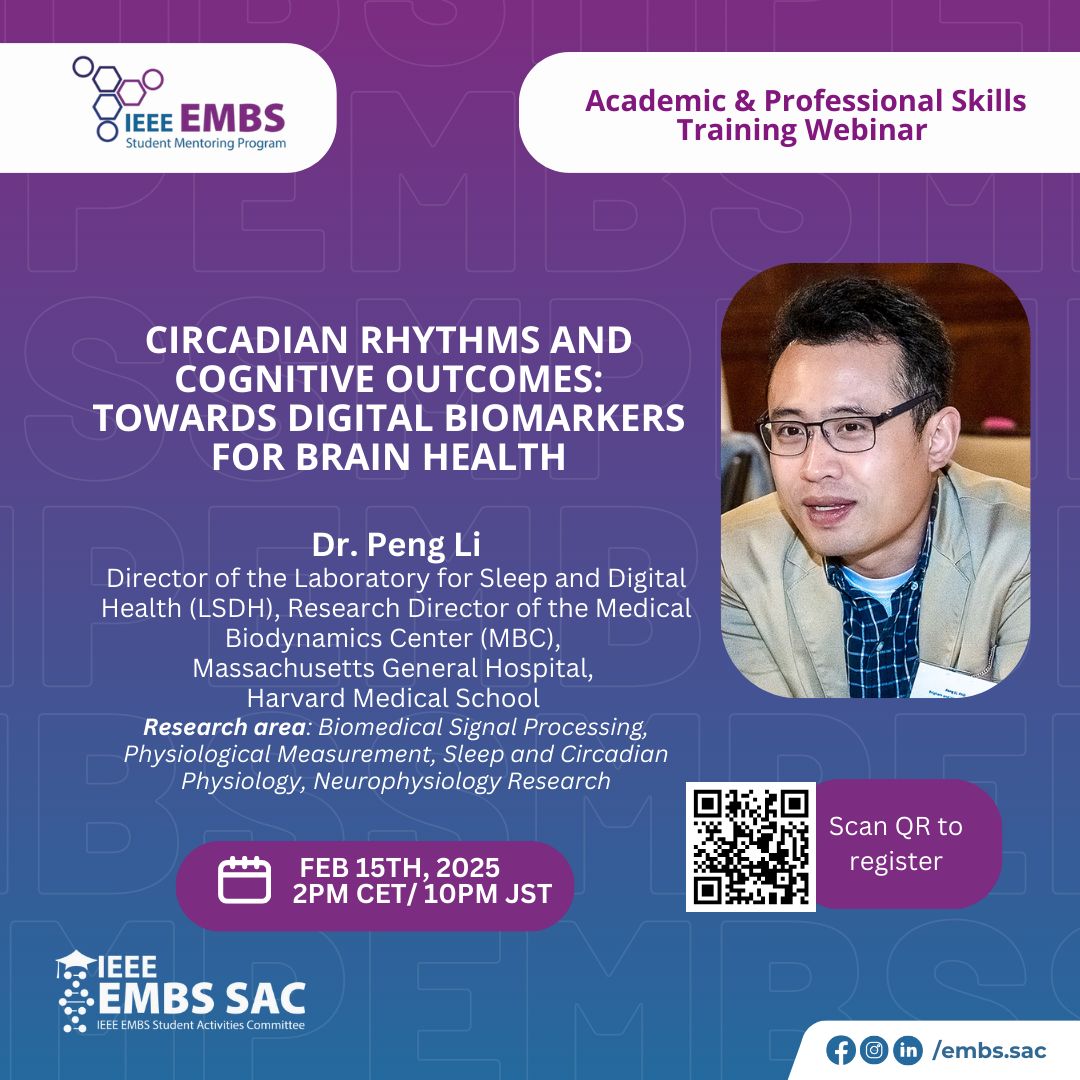 IEEE EMBS
Student Mentoring Program
Academic & Professional Skills
Training Webinar
CIRCADIAN RHYTHMS AND
COGNITIVE OUTCOMES:
TOWARDS DIGITAL BIOMARKERS
FOR BRAIN HEALTH
Dr. Peng Li
Director of the Laboratory for Sleep and Digital
Health (LSDH), Research Director of the Medical
Biodynamics Center (MBC),
Massachusetts General Hospital,
Harvard Medical School
Research area: Biomedical Signal Processing,
Physiological Measurement, Sleep and Circadian
Physiology, Neurophysiology Research
Scan QR to
register
FEB 15TH, 2025
2PM CET/ 10PM JST
IEEE
EMBS SAC
IEEE EMBS Student Activities Committee
/embs.sac